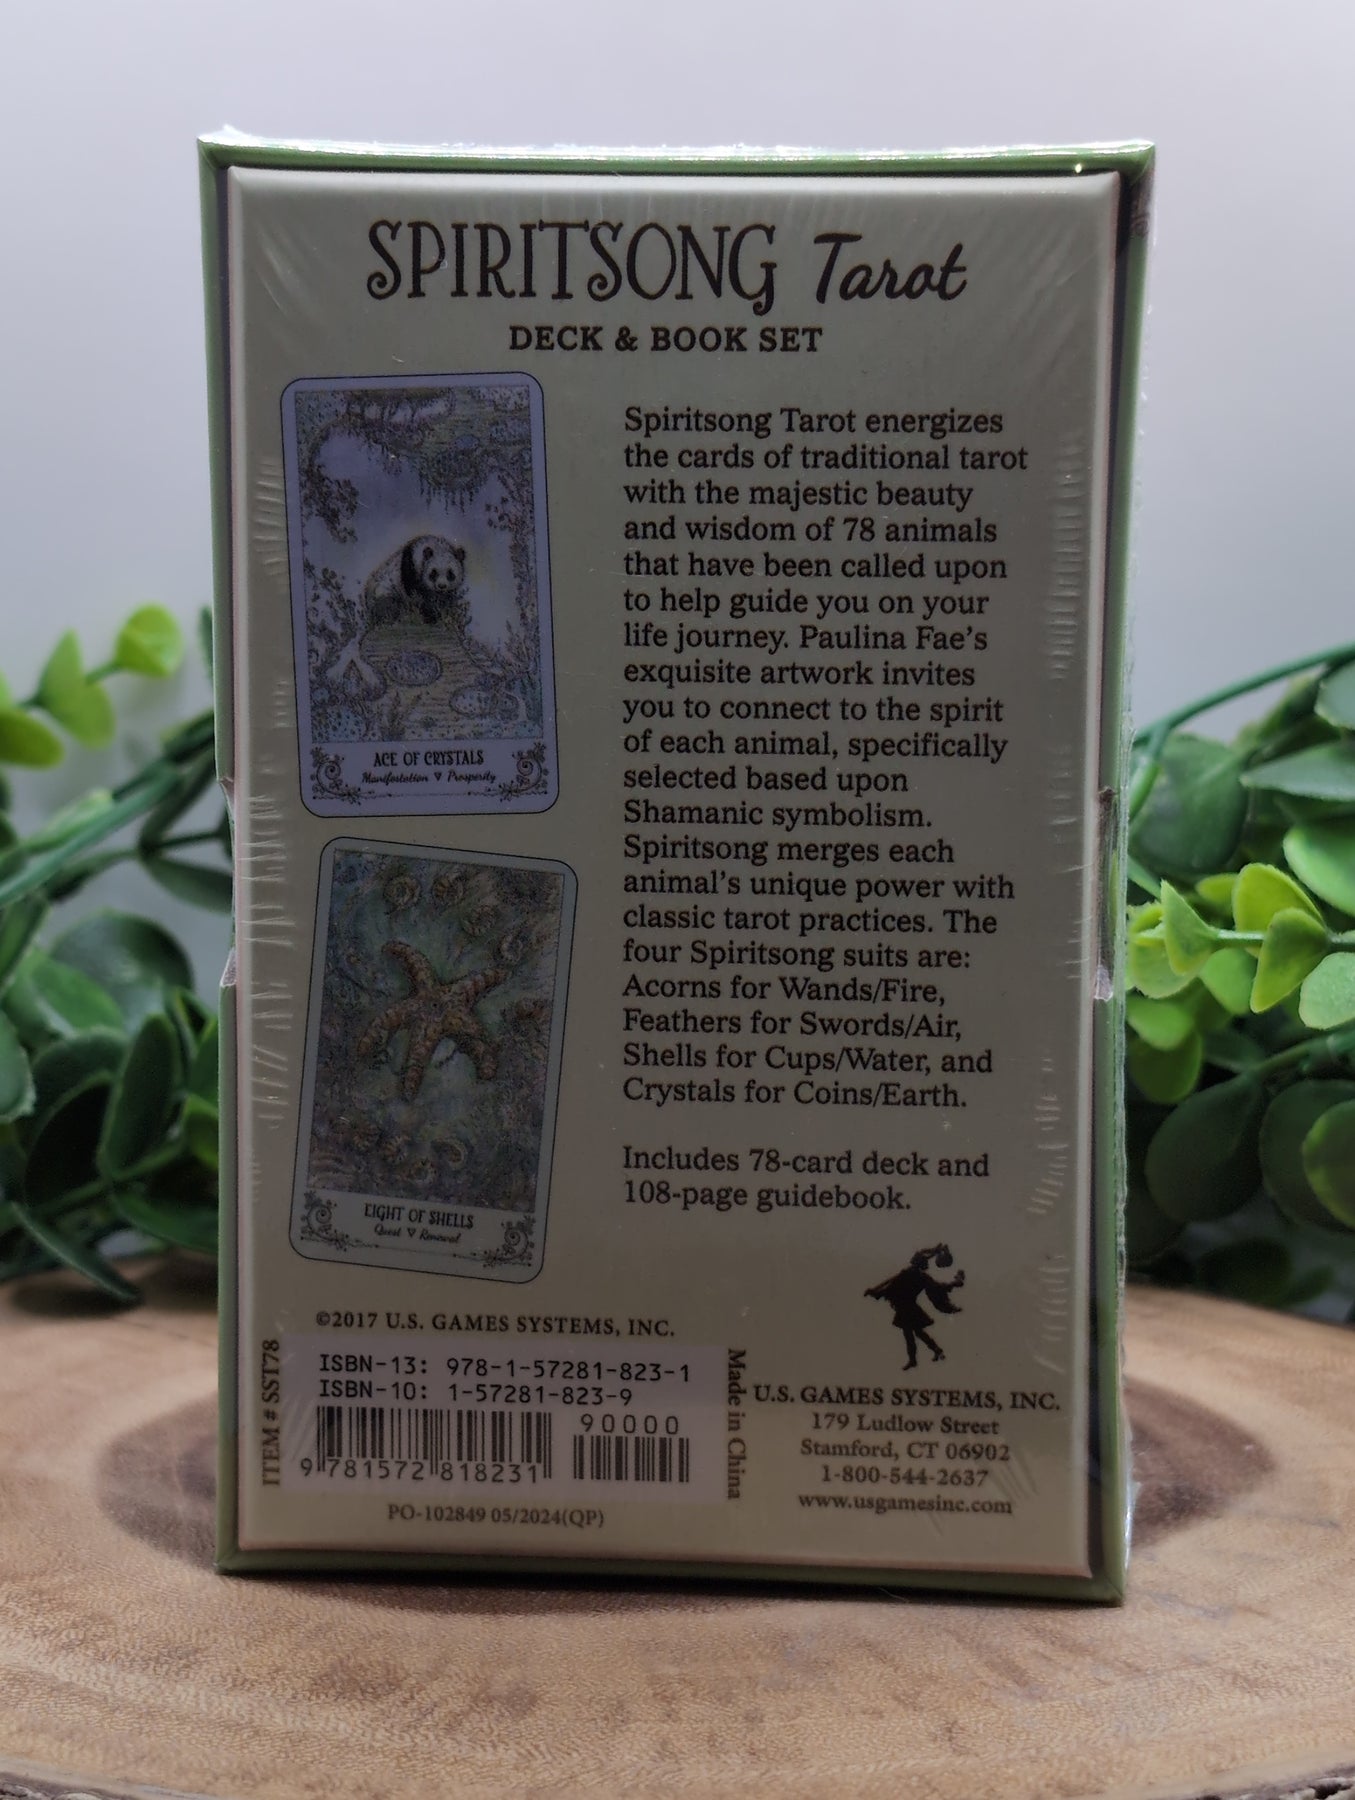 SPIRITSONG Tarot
DECK & BOOK SET
ACE OF CRYSTALS
Manifestation ▽ Prosperity
EIGHT OF SHELLS
Quest ▽ Renewal
Spiritsong Tarot energizes
the cards of traditional tarot
with the majestic beauty
and wisdom of 78 animals
that have been called upon
to help guide you on your
life journey. Paulina Fae’s
exquisite artwork invites
you to connect to the spirit
of each animal, specifically
selected based upon
Shamanic symbolism.
Spiritsong merges each
animal’s unique power with
classic tarot practices. The
four Spiritsong suits are:
Acorns for Wands/Fire,
Feathers for Swords/Air,
Shells for Cups/Water, and
Crystals for Coins/Earth.
Includes 78-card deck and
108-page guidebook.
©2017 U.S. GAMES SYSTEMS, INC.
ITEM # SST78
ISBN-13: 978-1-57281-823-1
ISBN-10: 1-57281-823-9
90000
9 781572 818231
PO-102849 05/2024(QP)
Made in China
U.S. GAMES SYSTEMS, INC.
179 Ludlow Street
Stamford, CT 06902
1-800-544-2637
www.usgamesinc.com